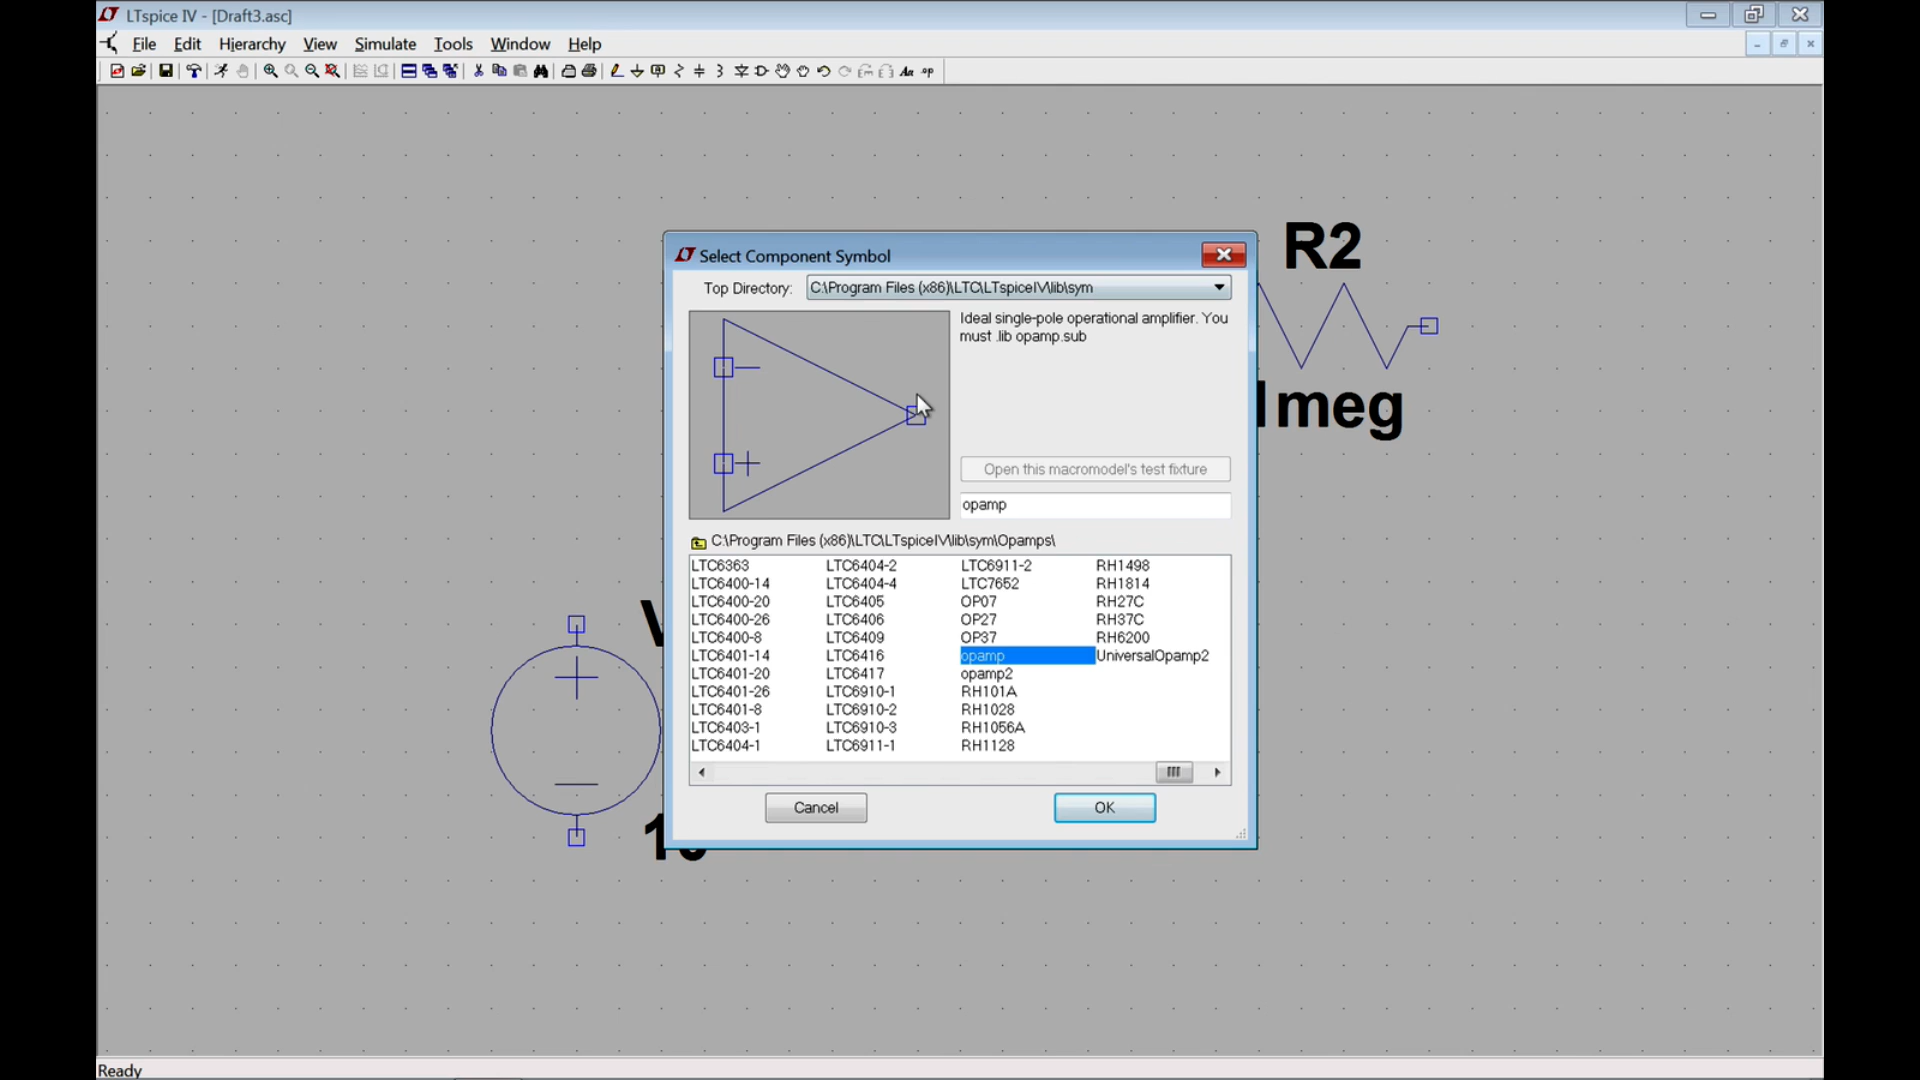 LTspice IV - [Draft3.asc]
File Edit Hierarchy View Simulate Tools Window Help
R2
Select Component Symbol
Top Directory: C:\Program Files (x86)\LTC\LTspiceIV\lib\sym
Ideal single-pole operational amplifier. You
must .lib opamp.sub
1meg
Open this macromodel's test fixture
opamp
C:\Program Files (x86)\LTC\LTspiceIV\lib\sym\Opamps\
LTC6363 LTC6404-2 LTC6911-2 RH1498
LTC6400-14 LTC6404-4 LTC7652 RH1814
LTC6400-20 LTC6405 OP07 RH27C
LTC6400-26 LTC6406 OP27 RH37C
LTC6400-8 LTC6409 OP37 RH6200
LTC6401-14 LTC6416 opamp UniversalOpamp2
LTC6401-20 LTC6417 opamp2
LTC6401-26 LTC6910-1 RH101A
LTC6401-8 LTC6910-2 RH1028
LTC6403-1 LTC6910-3 RH1056A
LTC6404-1 LTC6911-1 RH1128
Cancel OK
Ready